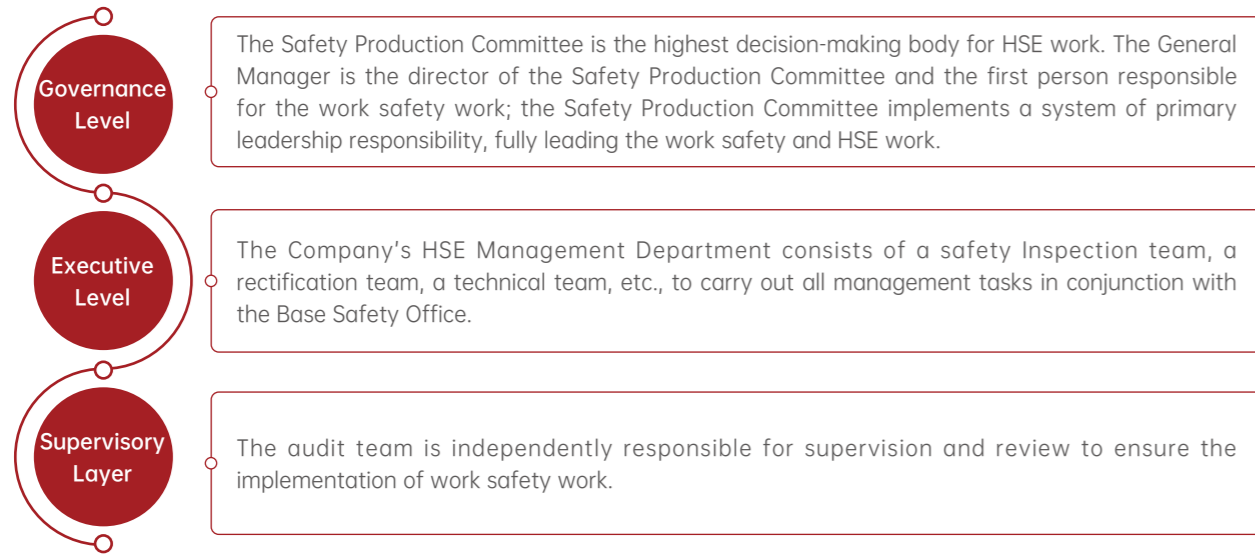 Governance
Level
The Safety Production Committee is the highest decision-making body for HSE work. The General
Manager is the director of the Safety Production Committee and the first person responsible
for the work safety work; the Safety Production Committee implements a system of primary
leadership responsibility, fully leading the work safety and HSE work.
Executive
Level
The Company's HSE Management Department consists of a safety Inspection team, a
rectification team, a technical team, etc., to carry out all management tasks in conjunction with
the Base Safety Office.
Supervisory
Layer
The audit team is independently responsible for supervision and review to ensure the
implementation of work safety work.